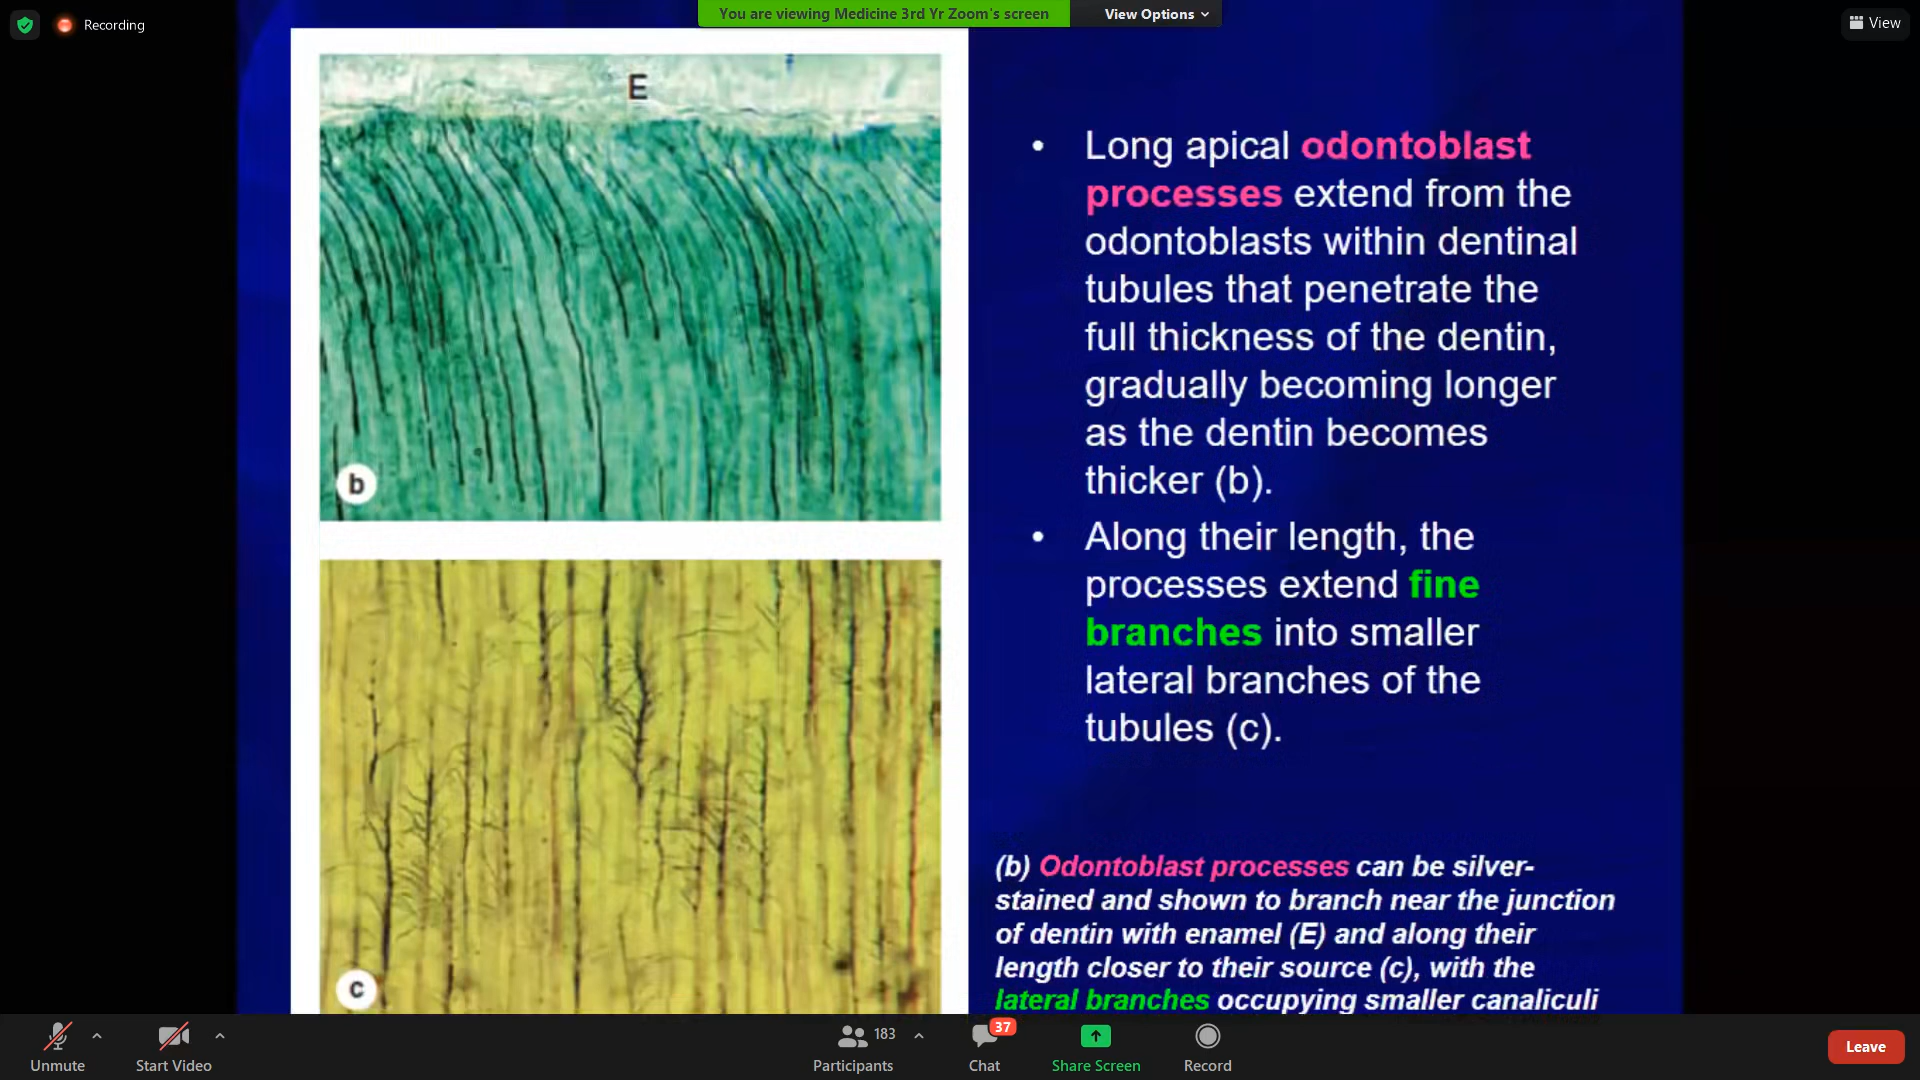 Recording
You are viewing Medicine 3rd Yr Zoom's screen
View Options
View
E
b
c
• Long apical odontoblast
processes extend from the
odontoblasts within dentinal
tubules that penetrate the
full thickness of the dentin,
gradually becoming longer
as the dentin becomes
thicker (b).
• Along their length, the
processes extend fine
branches into smaller
lateral branches of the
tubules (c).
(b) Odontoblast processes can be silver-
stained and shown to branch near the junction
of dentin with enamel (E) and along their
length closer to their source (c), with the
lateral branches occupying smaller canaliculi
Unmute
Start Video
183
Participants
37
Chat
Share Screen
Record
Leave